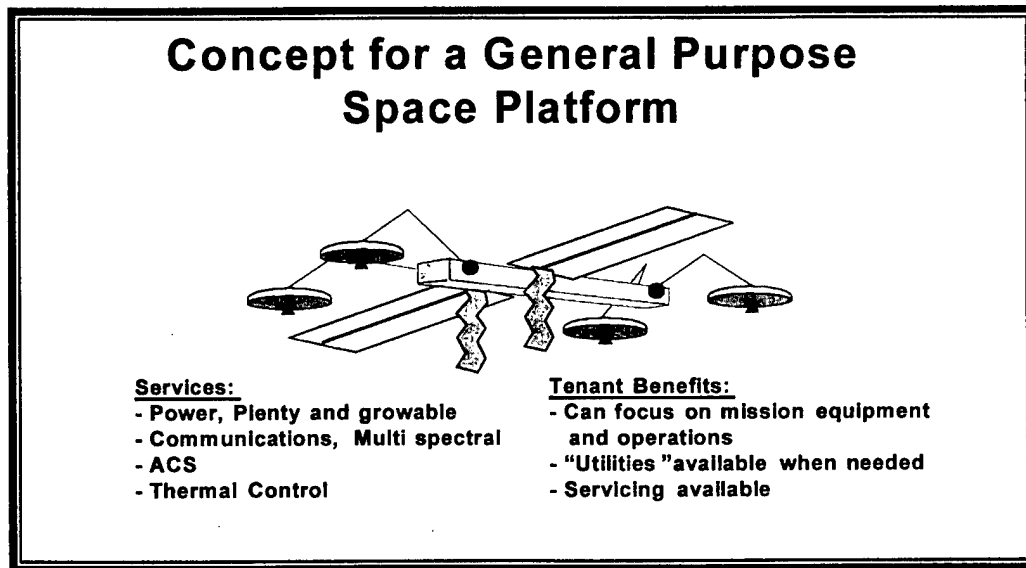 Concept for a General Purpose
Space Platform
Services:
- Power, Plenty and growable
- Communications, Multi spectral
- ACS
- Thermal Control
Tenant Benefits:
- Can focus on mission equipment
and operations
- “Utilities ”available when needed
- Servicing available